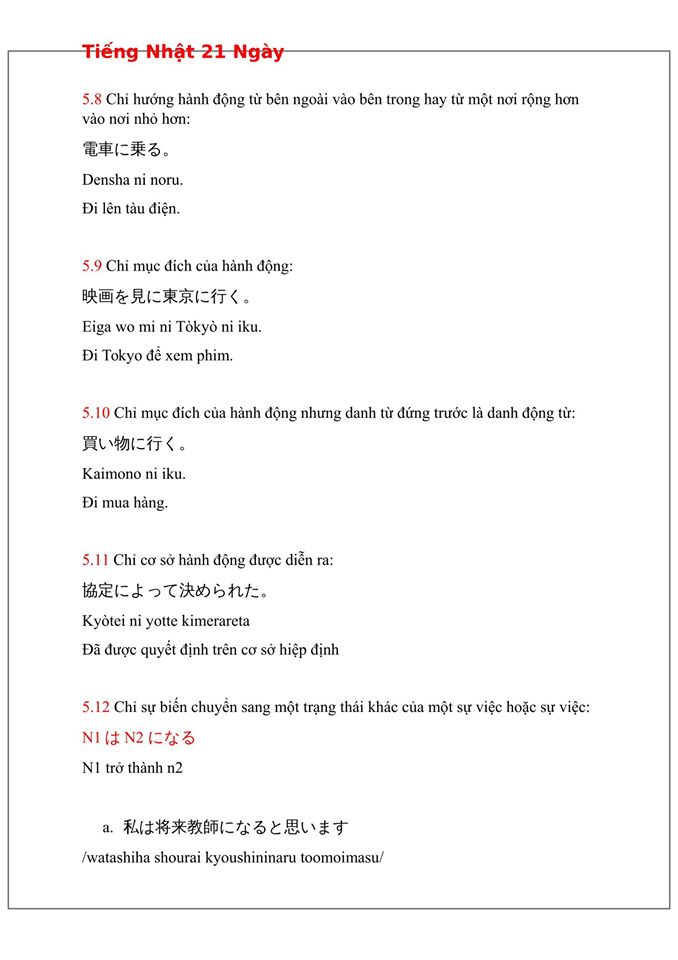 Tiếng Nhật 21 Ngày
5.8 Chỉ hướng hành động từ bên ngoài vào bên trong hay từ một nơi rộng hơn
vào nơi nhỏ hơn:
電車に乗る。
Densha ni noru.
Đi lên tàu điện.
5.9 Chỉ mục đích của hành động:
映画を見に東京に行く。
Eiga wo mi ni Tòkyò ni iku.
Đi Tokyo để xem phim.
5.10 Chỉ mục đích của hành động nhưng danh từ đứng trước là danh động từ:
買い物に行く。
Kaimono ni iku.
Đi mua hàng.
5.11 Chỉ cơ sở hành động được diễn ra:
協定によって決められた。
Kyòtei ni yotte kimerareta
Đã được quyết định trên cơ sở hiệp định
5.12 Chỉ sự biến chuyển sang một trạng thái khác của một sự việc hoặc sự việc:
N1 は N2 になる
N1 trở thành n2
a. 私は将来教師になると思います
/watashiha shourai kyoushininaru toomoimasu/